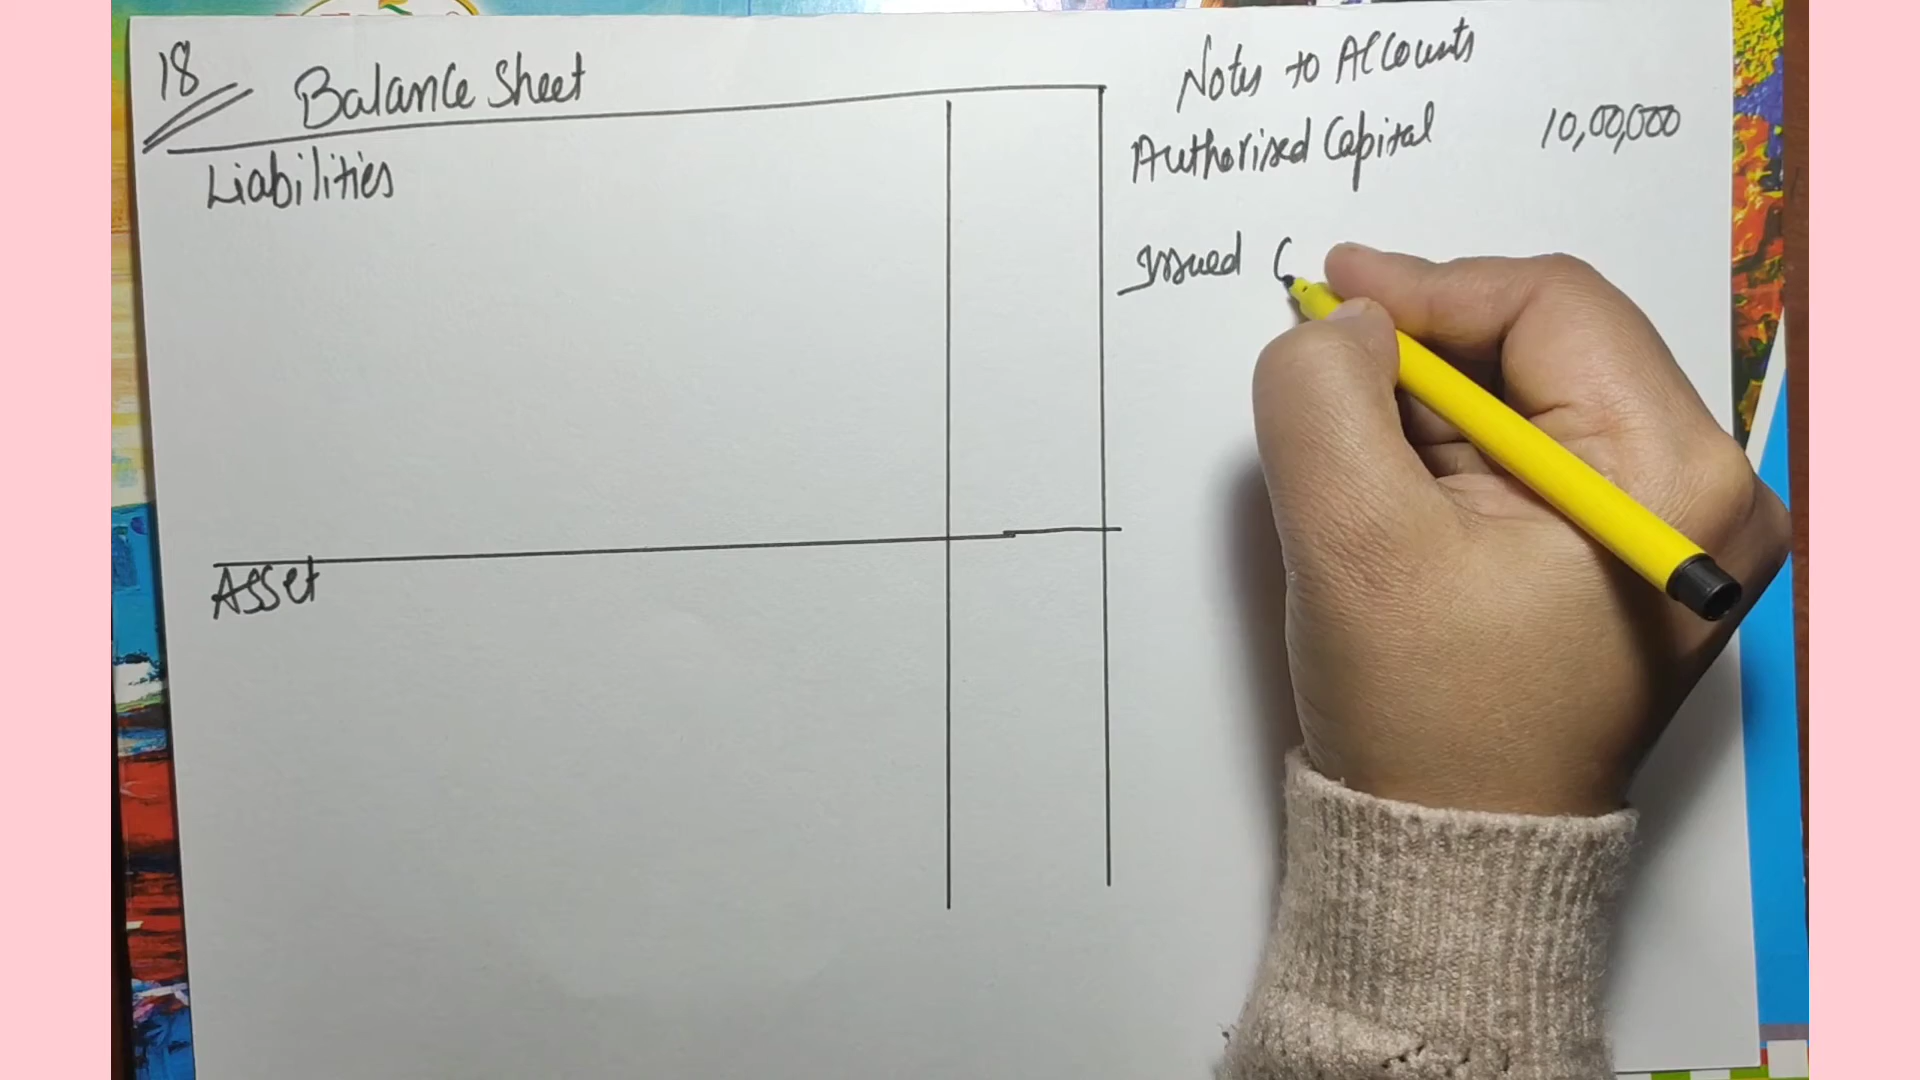 18
Balance Sheet
Liabilities
Asset
Notes to Accounts
Authorised Capital 10,00,000
Issued C